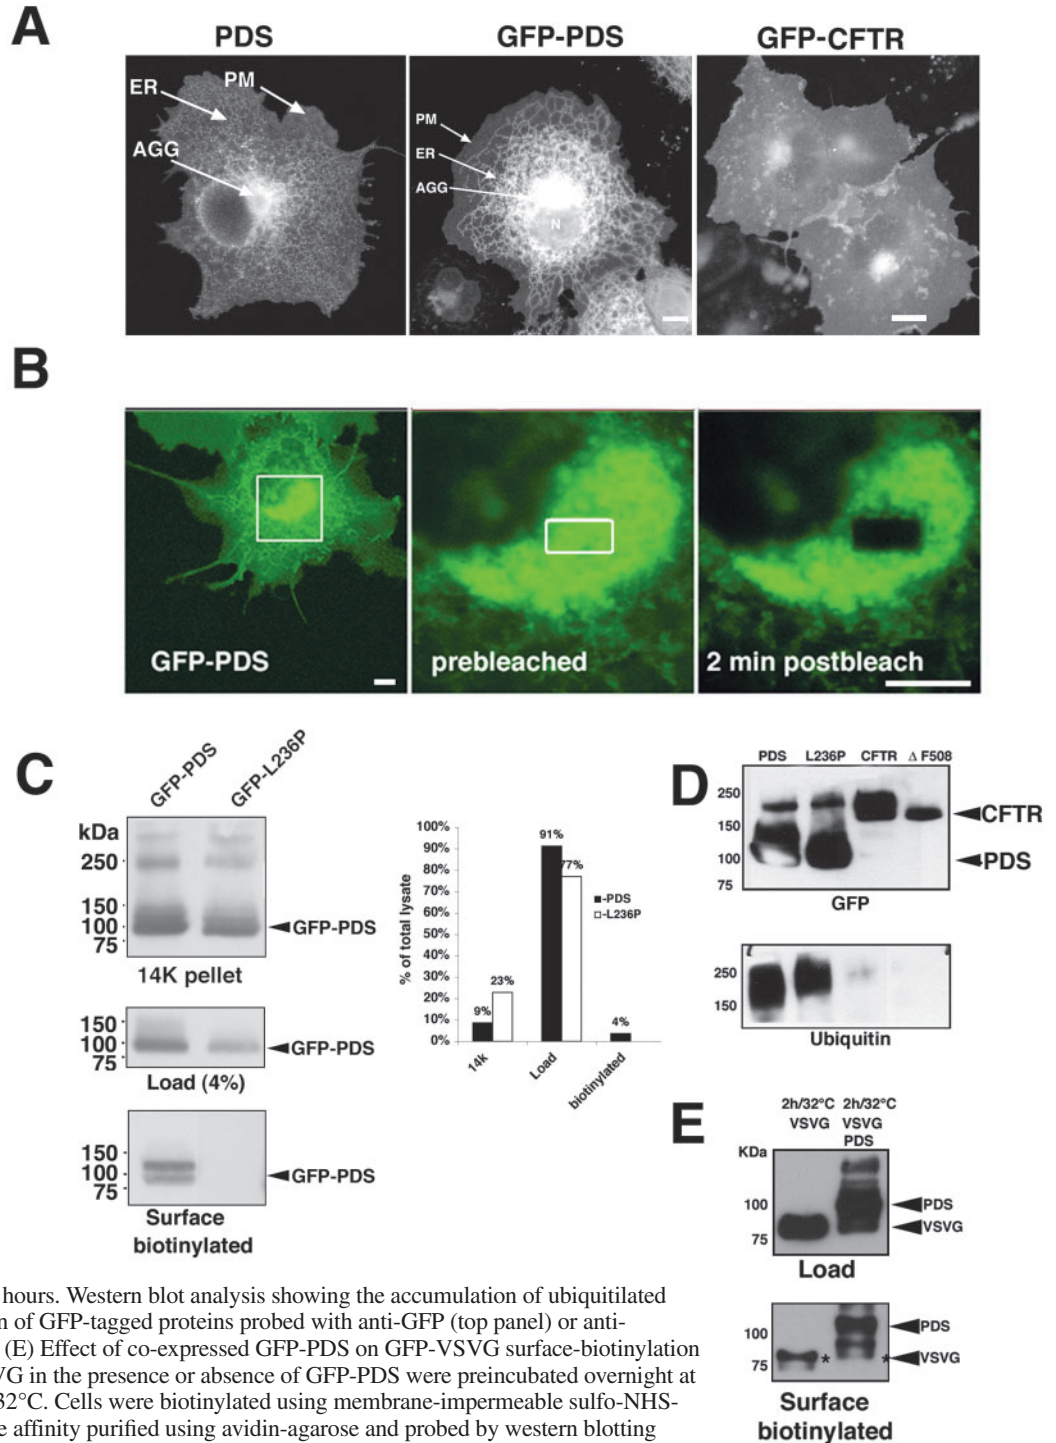 A
PDS
GFP-PDS
GFP-CFTR
ER
PM
AGG
PM
ER
AGG
N
B
GFP-PDS
prebleached
2 min postbleach
C
GFP-PDS
GFP-L236P
kDa
250
150
100
75
GFP-PDS
14K pellet
150
100
75
GFP-PDS
Load (4%)
150
100
75
GFP-PDS
Surface
biotinylated
100%
90%
80%
70%
60%
50%
40%
30%
20%
10%
0%
% of total lysate
9%
23%
91%
77%
4%
-PDS
-L236P
14k
Load
biotinylated
D
PDS L236P CFTR Δ F508
250
150
100
75
CFTR
PDS
GFP
250
150
Ubiquitin
E
2h/32°C 2h/32°C
VSVG VSVG
PDS
KDa
100
75
PDS
VSVG
Load
100
75
PDS
* * VSVG
Surface
biotinylated
hours. Western blot analysis showing the accumulation of ubiquitilated
n of GFP-tagged proteins probed with anti-GFP (top panel) or anti-
(E) Effect of co-expressed GFP-PDS on GFP-VSVG surface-biotinylation
VG in the presence or absence of GFP-PDS were preincubated overnight at
32°C. Cells were biotinylated using membrane-impermeable sulfo-NHS-
e affinity purified using avidin-agarose and probed by western blotting